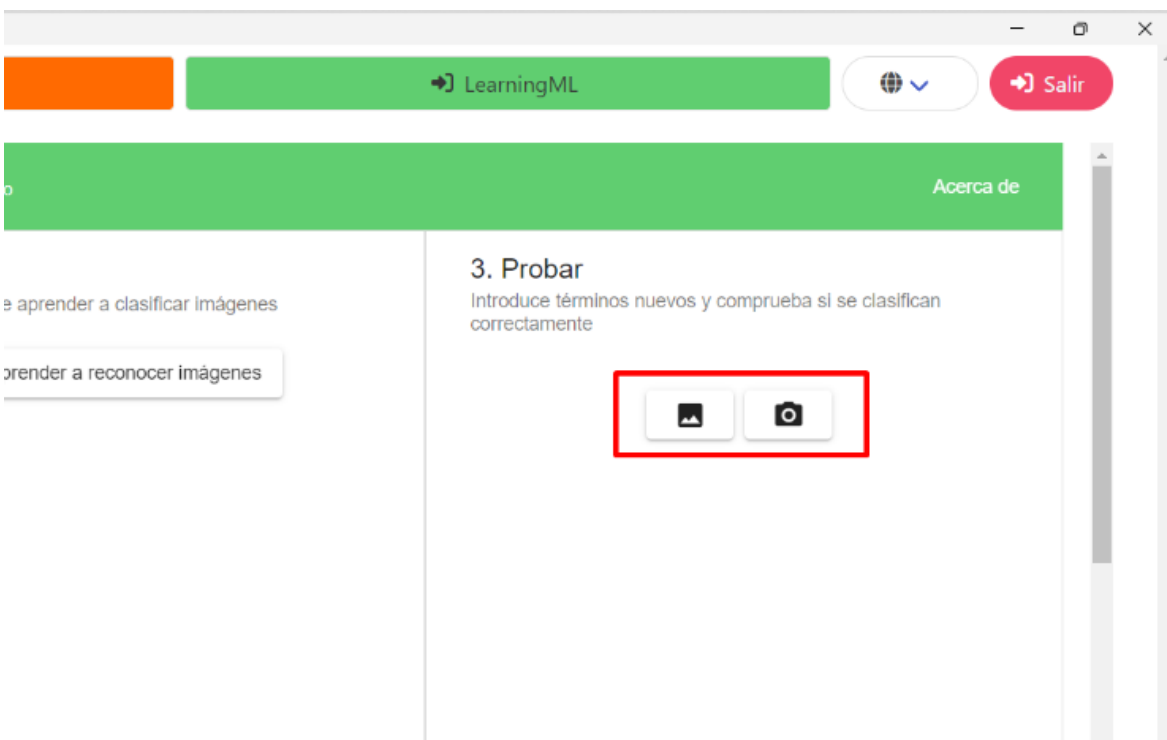 LearningML
Salir
o
Acerca de
3. Probar
e aprender a clasificar imágenes
Introduce términos nuevos y comprueba si se clasifican
correctamente
prender a reconocer imágenes